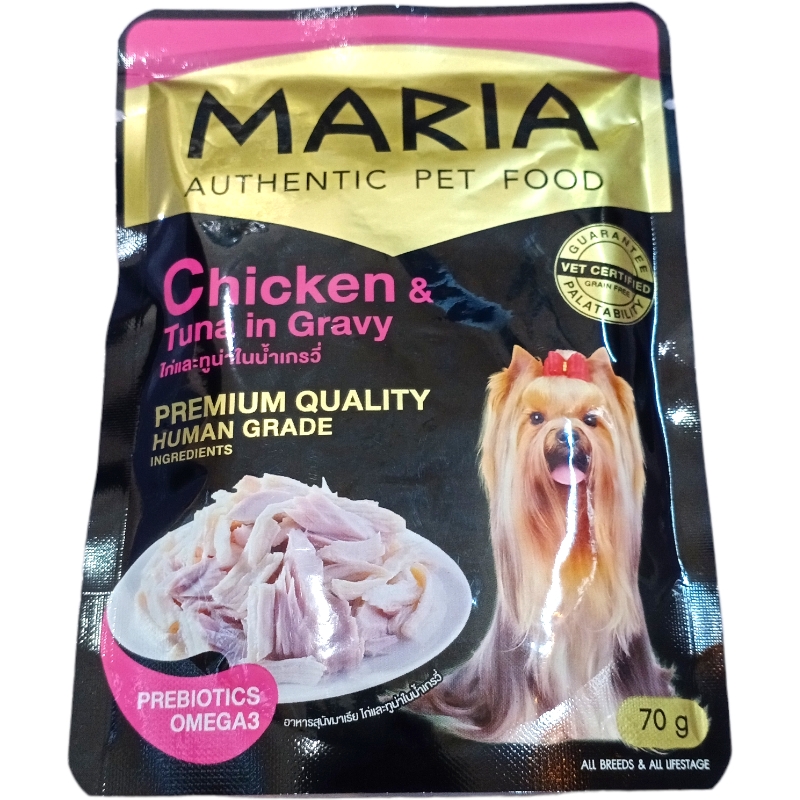 MARIA
AUTHENTIC PET FOOD
GUARANTEE
VET CERTIFIED
GRAIN FREE
PALATABILITY
Chicken &
Tuna in Gravy
ไก่และทูน่าในน้ำเกรวี่
PREMIUM QUALITY
HUMAN GRADE
INGREDIENTS
PREBIOTICS
OMEGA3
อาหารสุนัขมาเรีย ไก่และทูน่าในน้ำเกรวี่
70 g
ALL BREEDS & ALL LIFESTAGE